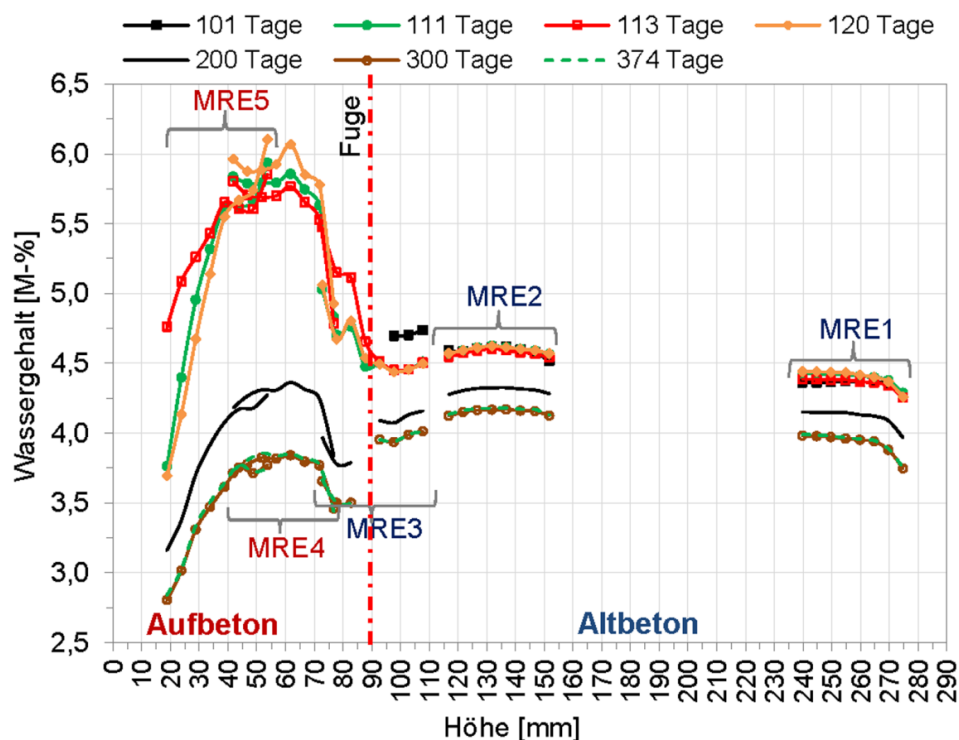 101 Tage 111 Tage 113 Tage 120 Tage
200 Tage 300 Tage 374 Tage
6,5
6,0
5,5
5,0
4,5
4,0
3,5
3,0
2,5
Wassergehalt [M-%]
MRE5
Fuge
MRE2
MRE1
MRE3
MRE4
Aufbeton
Altbeton
0 10 20 30 40 50 60 70 80 90 100 110 120 130 140 150 160 170 180 190 200 210 220 230 240 250 260 270 280 290
Höhe [mm]